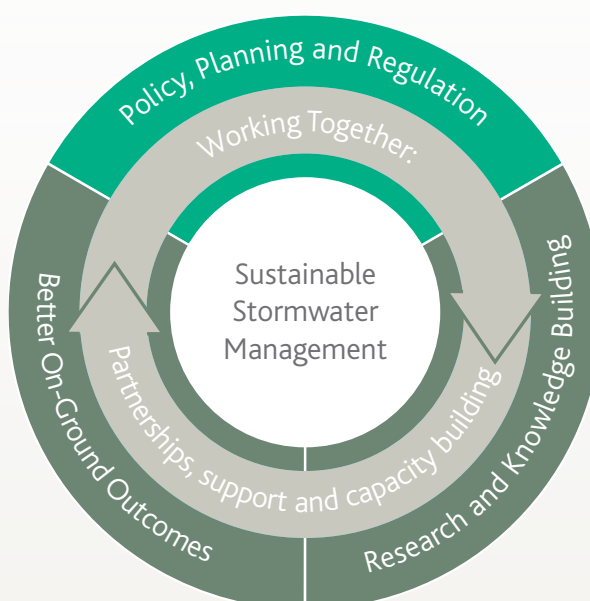 Policy, Planning and Regulation
Working Together:
Sustainable
Stormwater
Management
Better On-Ground Outcomes
Partnerships, support and capacity building
Research and Knowledge Building